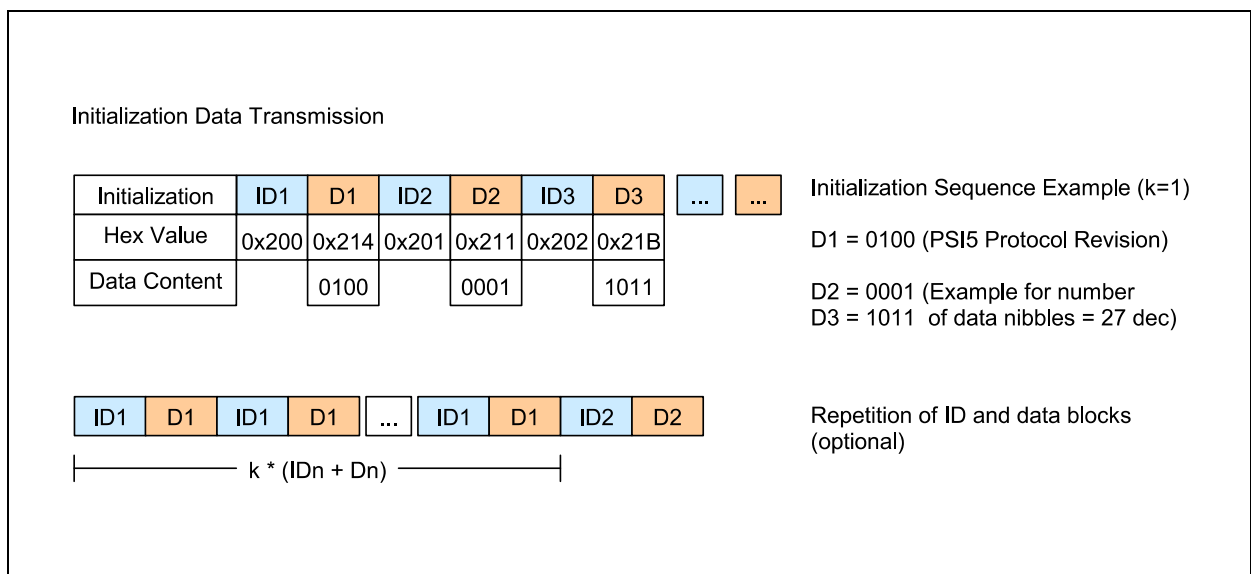 Initialization Data Transmission
Initialization ID1 D1 ID2 D2 ID3 D3 ... ...
Hex Value 0x200 0x214 0x201 0x211 0x202 0x21B
Data Content 0100 0001 1011
Initialization Sequence Example (k=1)
D1 = 0100 (PSI5 Protocol Revision)
D2 = 0001 (Example for number
D3 = 1011 of data nibbles = 27 dec)
ID1 D1 ID1 D1 ... ID1 D1 ID2 D2
k * (IDn + Dn)
Repetition of ID and data blocks
(optional)